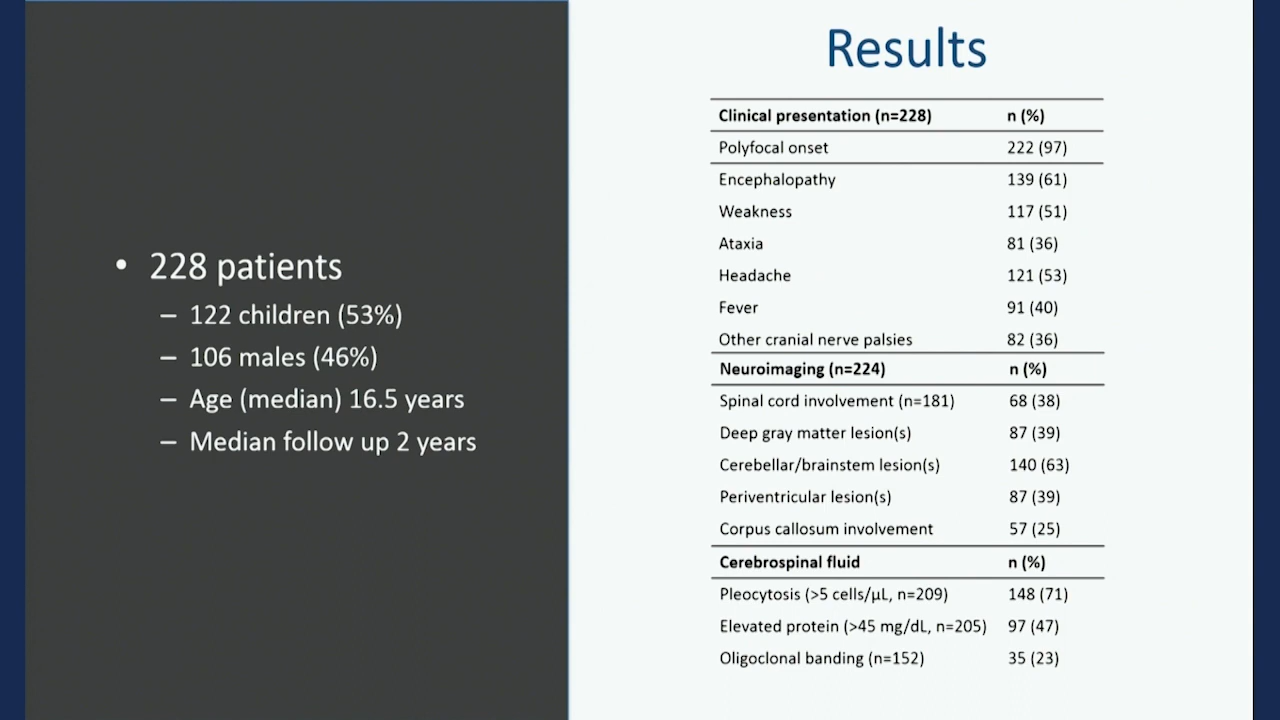 • 228 patients
– 122 children (53%)
– 106 males (46%)
– Age (median) 16.5 years
– Median follow up 2 years
Results
Clinical presentation (n=228) n (%)
Polyfocal onset 222 (97)
Encephalopathy 139 (61)
Weakness 117 (51)
Ataxia 81 (36)
Headache 121 (53)
Fever 91 (40)
Other cranial nerve palsies 82 (36)
Neuroimaging (n=224) n (%)
Spinal cord involvement (n=181) 68 (38)
Deep gray matter lesion(s) 87 (39)
Cerebellar/brainstem lesion(s) 140 (63)
Periventricular lesion(s) 87 (39)
Corpus callosum involvement 57 (25)
Cerebrospinal fluid n (%)
Pleocytosis (>5 cells/µL, n=209) 148 (71)
Elevated protein (>45 mg/dL, n=205) 97 (47)
Oligoclonal banding (n=152) 35 (23)